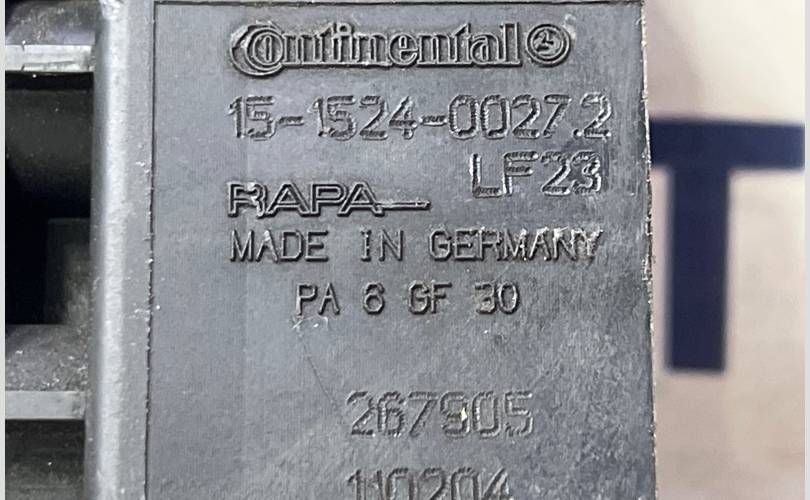 Continental
15-1524-0027.2
LF23
RAPA
MADE IN GERMANY
PA 6 GF 30
267905
110204
T